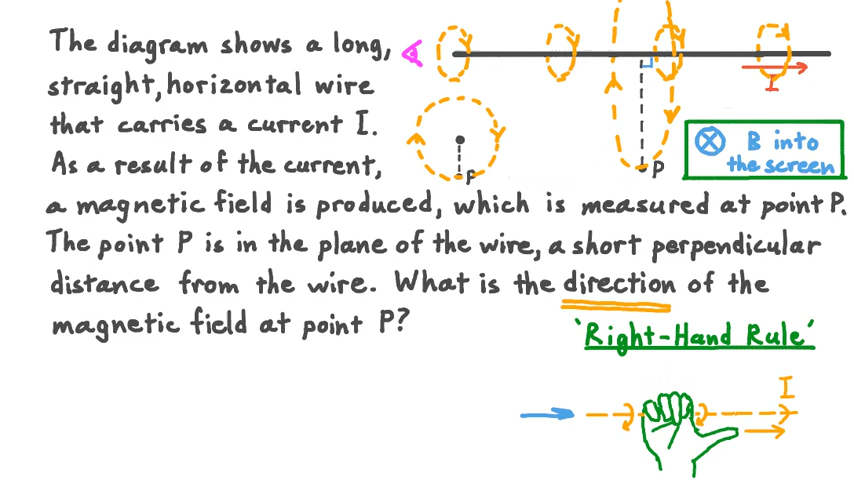 The diagram shows a long,
straight, horizontal wire
that carries a current I.
As a result of the current,
a magnetic field is produced, which is measured at point P.
The point P is in the plane of the wire, a short perpendicular
distance from the wire. What is the direction of the
magnetic field at point P?
I
P
P
B into
the screen
'Right-Hand Rule'
I